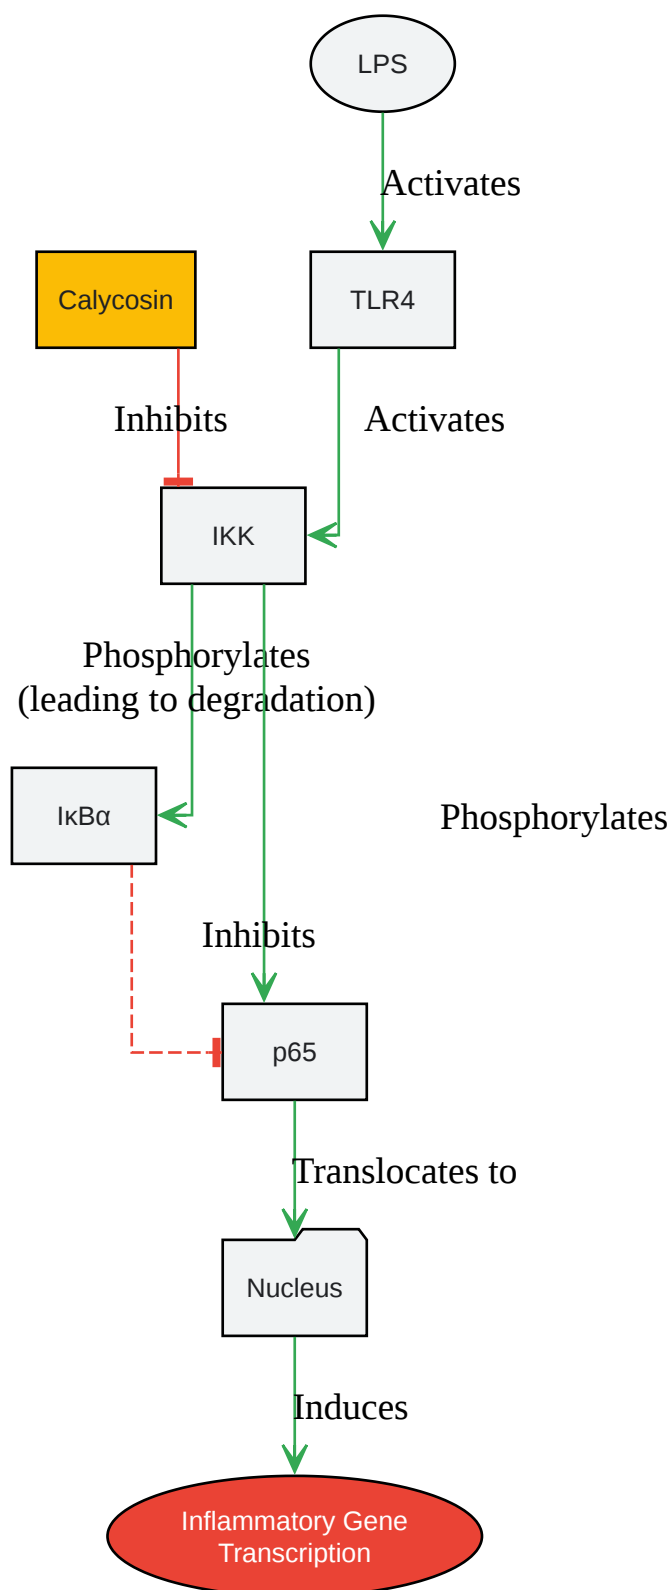 LPS
Activates
Calycosin
TLR4
Inhibits
Activates
IKK
Phosphorylates
(leading to degradation)
IκBα
Phosphorylates
Inhibits
p65
Translocates to
Nucleus
Induces
Inflammatory Gene
Transcription